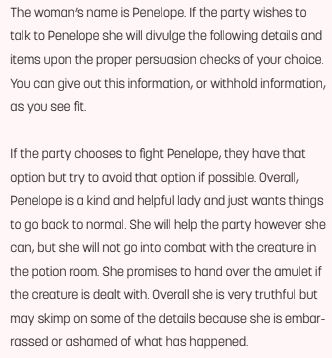 The woman's name is Penelope. If the party wishes to
talk to Penelope she will divulge the following details and
items upon the proper persuasion checks of your choice.
You can give out this information, or withhold information,
as you see fit.
If the party chooses to fight Penelope, they have that
option but try to avoid that option if possible. Overall,
Penelope is a kind and helpful lady and just wants things
to go back to normal. She will help the party however she
can, but she will not go into combat with the creature in
the potion room. She promises to hand over the amulet if
the creature is dealt with. Overall she is very truthful but
may skimp on some of the details because she is embar-
rassed or ashamed of what has happened.